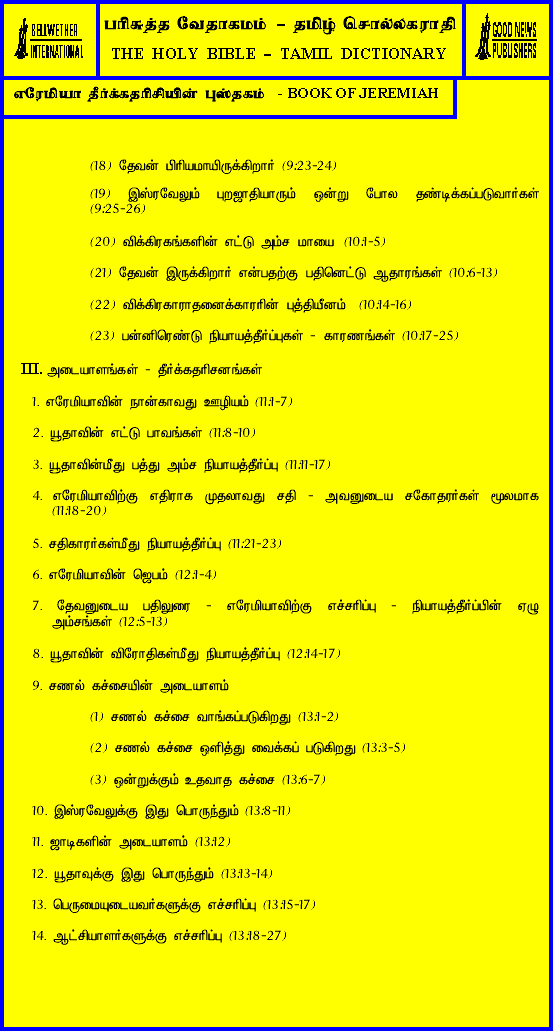 BELLWETHER
INTERNATIONAL
பரிசுத்த வேதாகமம் – தமிழ் சொல்லகராதி
THE HOLY BIBLE – TAMIL DICTIONARY
GOOD NEWS
PUBLISHERS
எரேமியா தீர்க்கதரிசியின் புஸ்தகம் - BOOK OF JEREMIAH
(18) தேவன் பிரியமாயிருக்கிறார் (9:23-24)
(19) இஸ்ரவேலும் புறஜாதியாரும் ஒன்று போல தண்டிக்கப்படுவார்கள்
(9:25-26)
(20) விக்கிரகங்களின் எட்டு அம்ச மாயை (10:1-5)
(21) தேவன் இருக்கிறார் என்பதற்கு பதினெட்டு ஆதாரங்கள் (10:6-13)
(22) விக்கிரகாராதனைக்காரரின் புத்தியீனம் (10:14-16)
(23) பன்னிரெண்டு நியாயத்தீர்ப்புகள் - காரணங்கள் (10:17-25)
III. அடையாளங்கள் - தீர்க்கதரிசனங்கள்
1. எரேமியாவின் நான்காவது ஊழியம் (11:1-7)
2. யூதாவின் எட்டு பாவங்கள் (11:8-10)
3. யூதாவின்மீது பத்து அம்ச நியாயத்தீர்ப்பு (11:11-17)
4. எரேமியாவிற்கு எதிராக முதலாவது சதி - அவனுடைய சகோதரர்கள் மூலமாக
(11:18-20)
5. சதிகாரர்கள்மீது நியாயத்தீர்ப்பு (11:21-23)
6. எரேமியாவின் ஜெபம் (12:1-4)
7. தேவனுடைய பதிலுரை - எரேமியாவிற்கு எச்சரிப்பு - நியாயத்தீர்ப்பின் ஏழு
அம்சங்கள் (12:5-13)
8. யூதாவின் விரோதிகள்மீது நியாயத்தீர்ப்பு (12:14-17)
9. சணல் கச்சையின் அடையாளம்
(1) சணல் கச்சை வாங்கப்படுகிறது (13:1-2)
(2) சணல் கச்சை ஒளித்து வைக்கப் படுகிறது (13:3-5)
(3) ஒன்றுக்கும் உதவாத கச்சை (13:6-7)
10. இஸ்ரவேலுக்கு இது பொருந்தும் (13:8-11)
11. ஜாடிகளின் அடையாளம் (13:12)
12. யூதாவுக்கு இது பொருந்தும் (13:13-14)
13. பெருமையுடையவர்களுக்கு எச்சரிப்பு (13:15-17)
14. ஆட்சியாளர்களுக்கு எச்சரிப்பு (13:18-27)